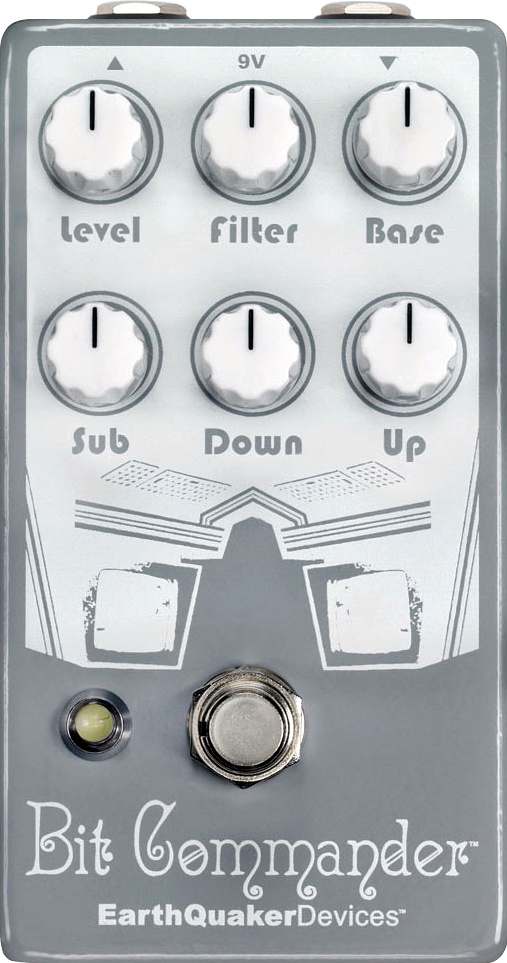 ▲ 9V ▼
Level Filter Base
Sub Down Up
Bit Commander™
EarthQuakerDevices™